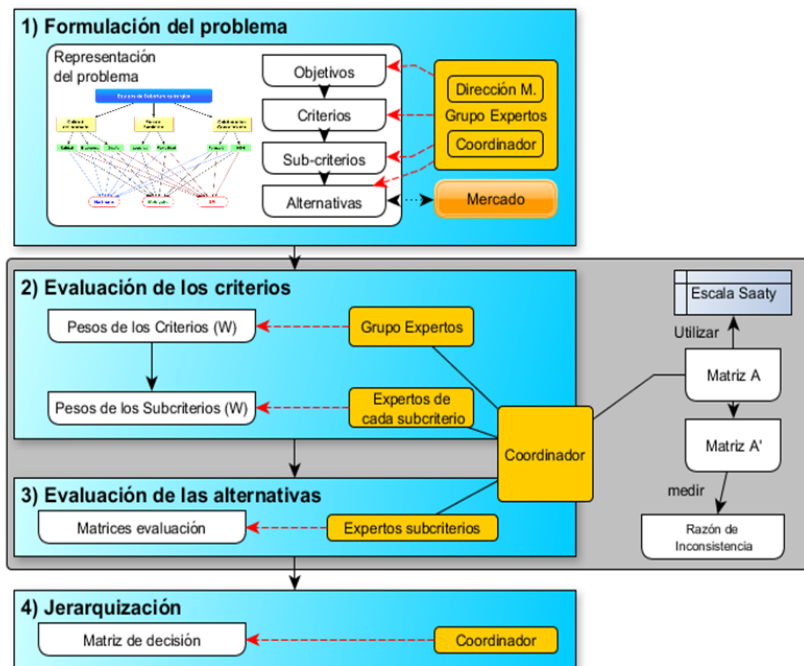 1) Formulación del problema
Representación
del problema
Objetivos
Criterios
Sub-criterios
Alternativas
Dirección M.
Grupo Expertos
Coordinador
Mercado
2) Evaluación de los criterios
Pesos de los Criterios (W)
Grupo Expertos
Pesos de los Subcriterios (W)
Expertos de
cada subcriterio
Coordinador
Escala Saaty
Utilizar
Matriz A
Matriz A'
medir
Razón de
Inconsistencia
3) Evaluación de las alternativas
Matrices evaluación
Expertos subcriterios
4) Jerarquización
Matriz de decisión
Coordinador